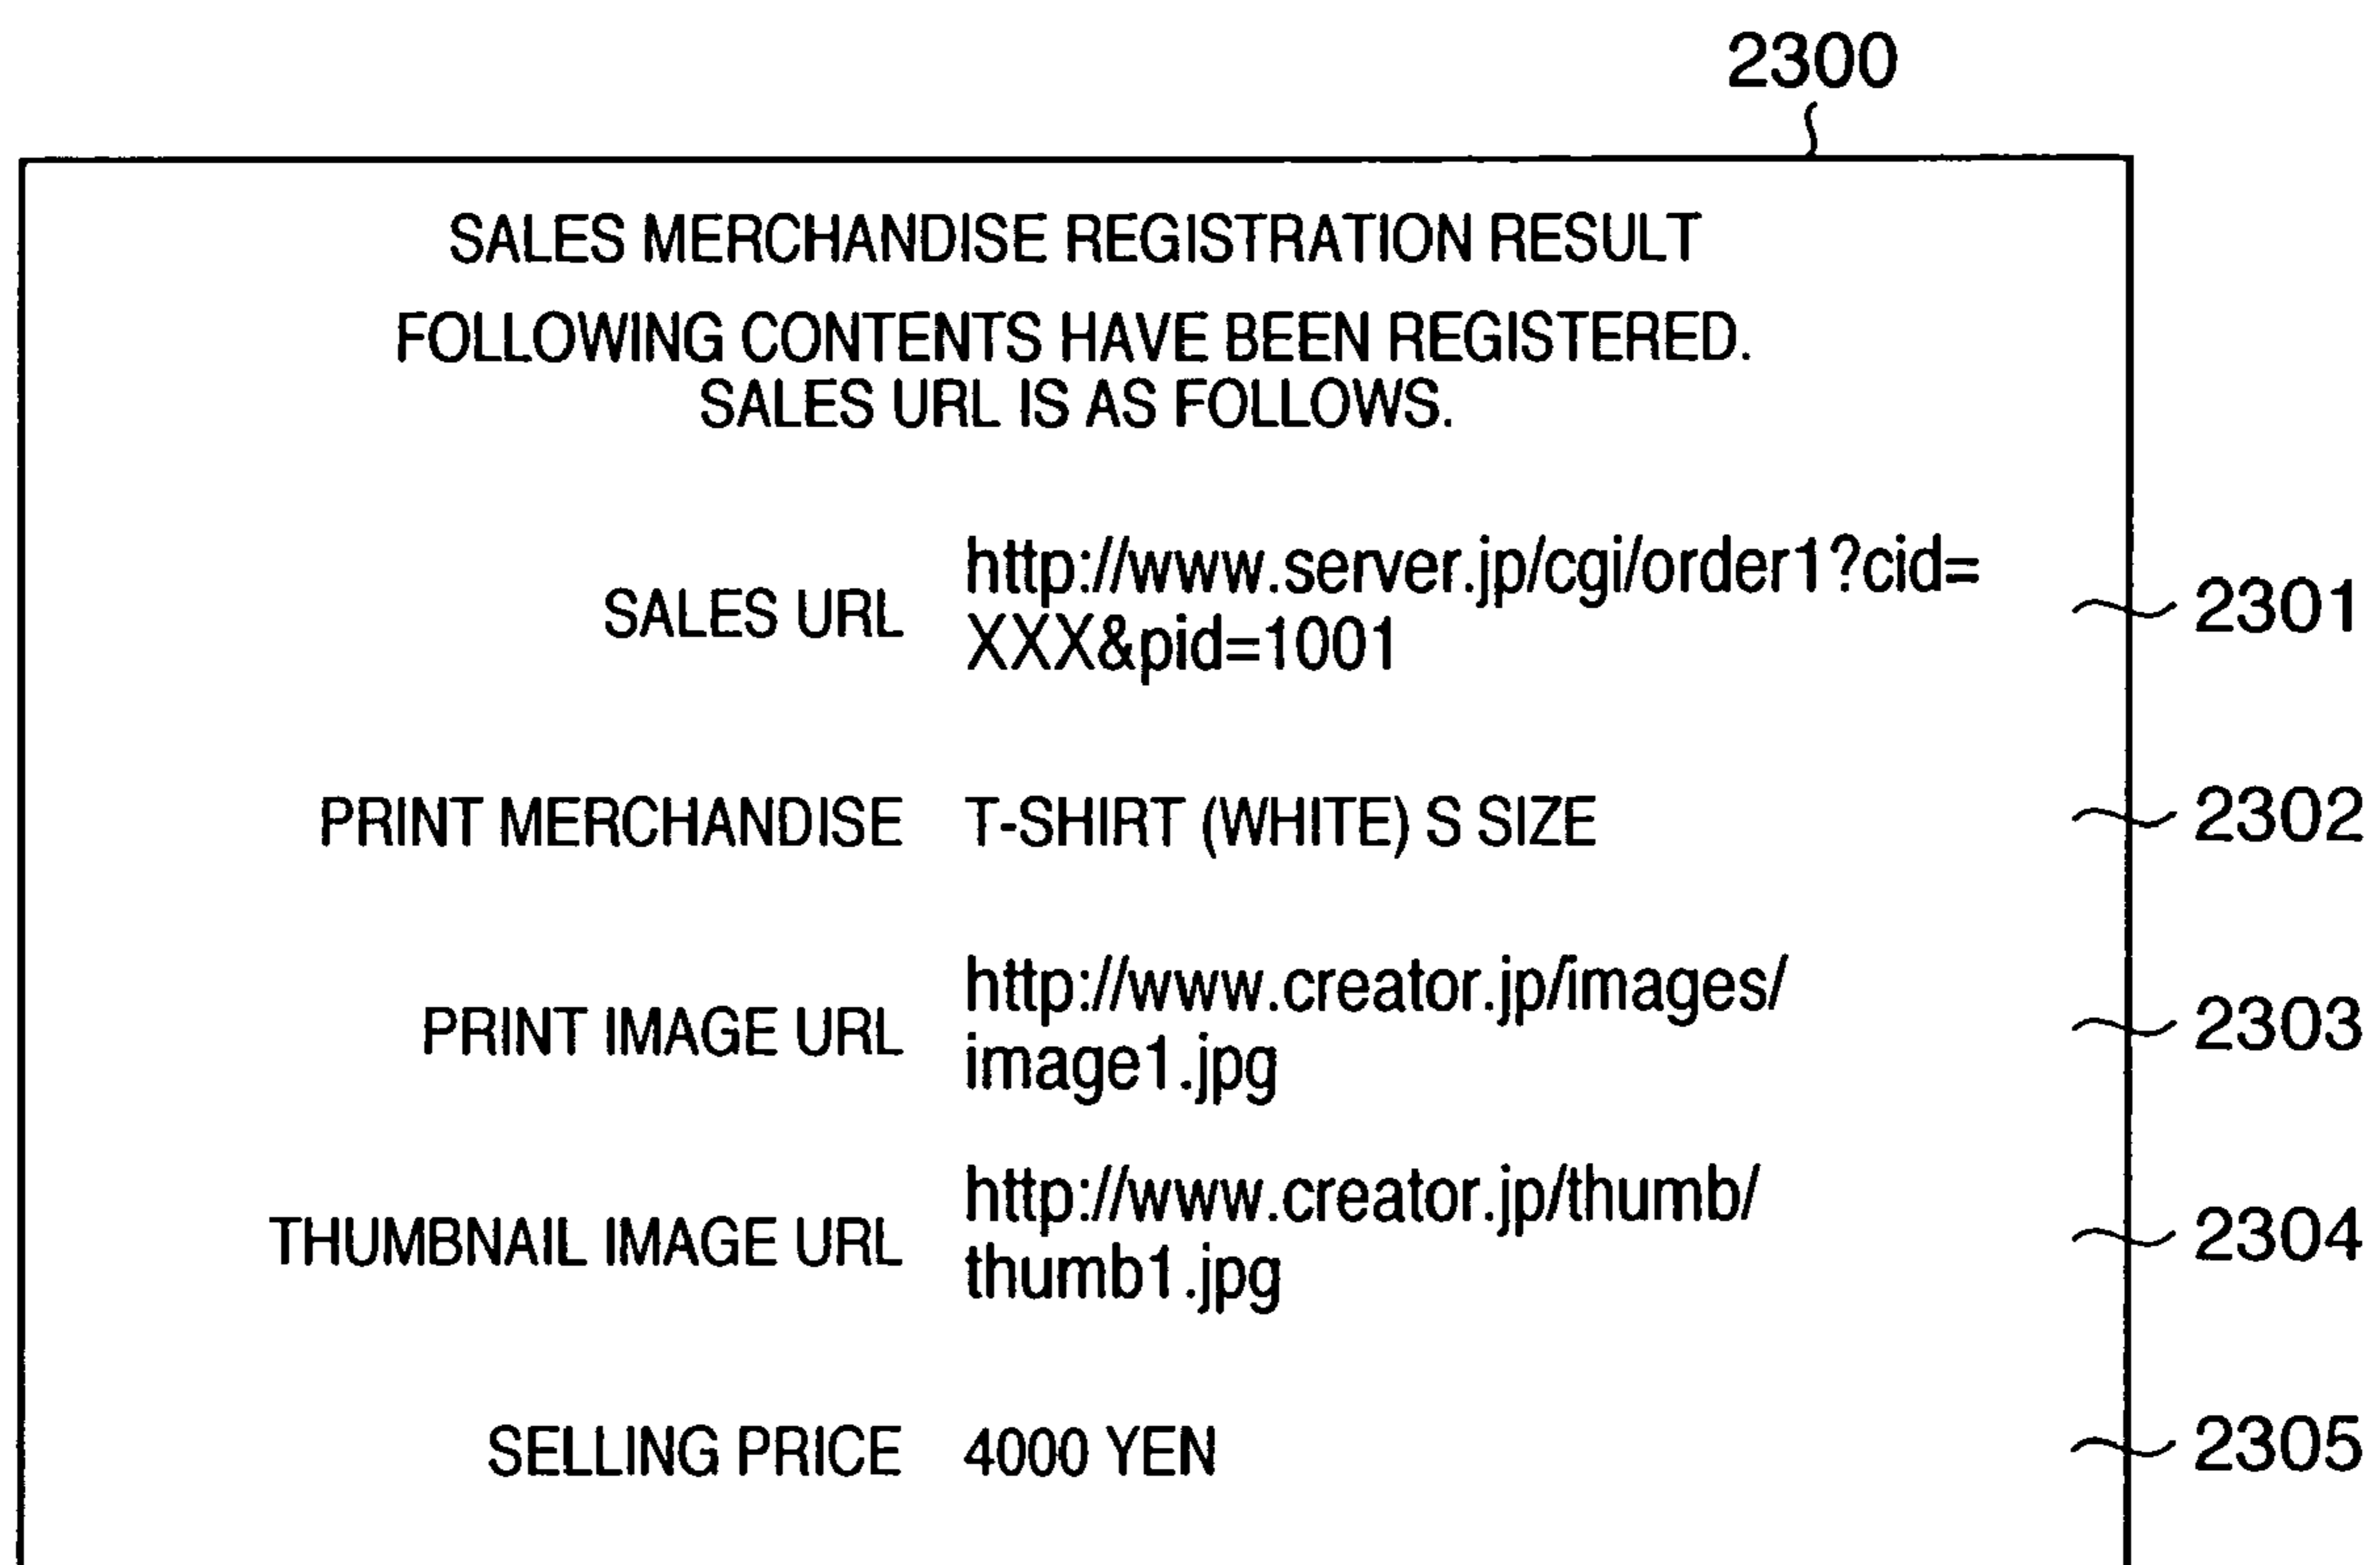 2300
SALES MERCHANDISE REGISTRATION RESULT
FOLLOWING CONTENTS HAVE BEEN REGISTERED.
SALES URL IS AS FOLLOWS.
SALES URL http://www.server.jp/cgi/order1?cid=
XXX&pid=1001 2301
PRINT MERCHANDISE T-SHIRT (WHITE) S SIZE 2302
PRINT IMAGE URL http://www.creator.jp/images/
image1.jpg 2303
THUMBNAIL IMAGE URL http://www.creator.jp/thumb/
thumb1.jpg 2304
SELLING PRICE 4000 YEN 2305